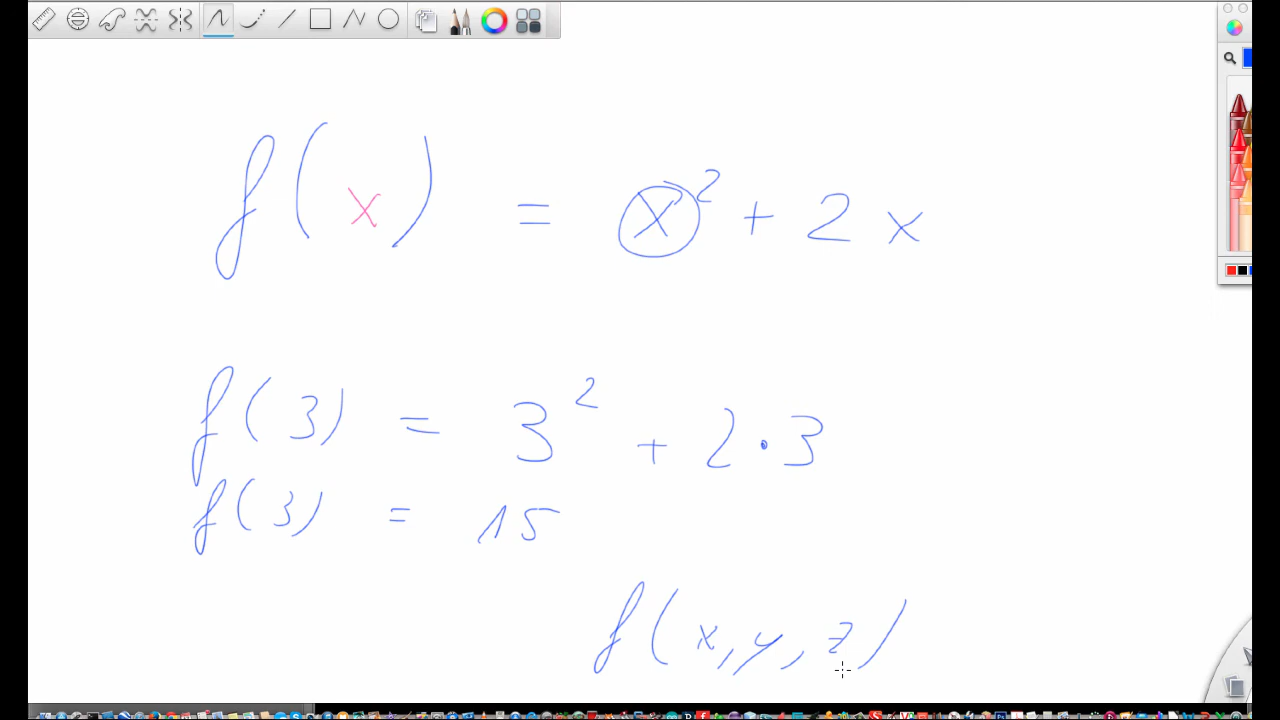 f(x) = x² + 2x
f(3) = 3² + 2·3
f(3) = 15
f(x,y,z)